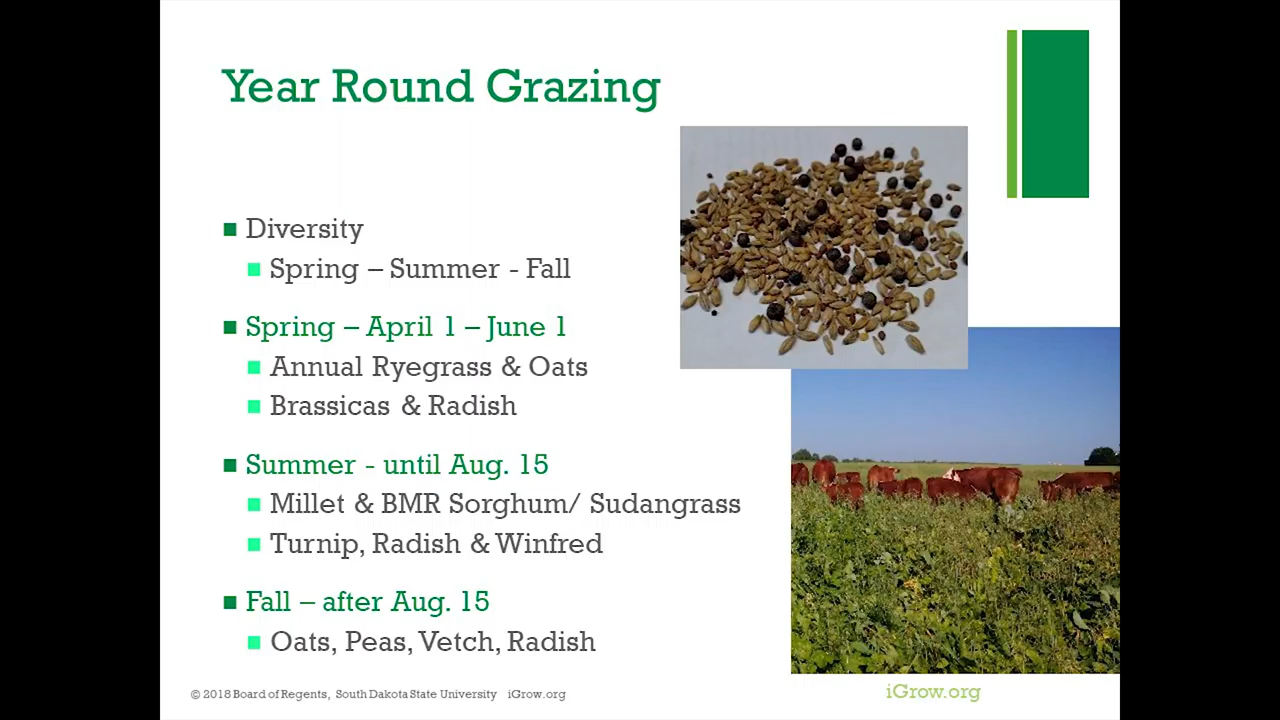 Year Round Grazing
Diversity
Spring – Summer - Fall
Spring – April 1 – June 1
Annual Ryegrass & Oats
Brassicas & Radish
Summer - until Aug. 15
Millet & BMR Sorghum/ Sudangrass
Turnip, Radish & Winfred
Fall – after Aug. 15
Oats, Peas, Vetch, Radish
© 2018 Board of Regents, South Dakota State University iGrow.org
iGrow.org